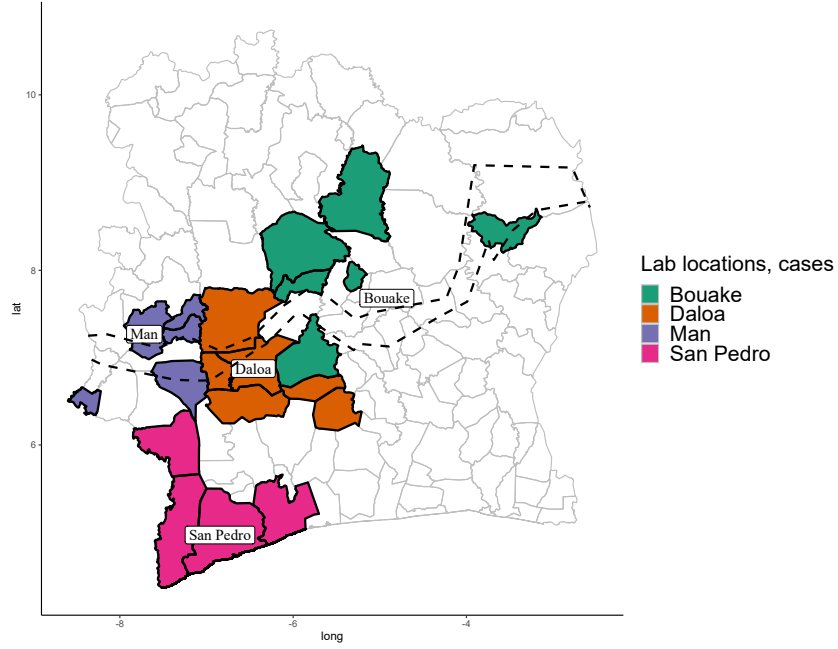 Lab locations, cases
Bouake
Daloa
Man
San Pedro
10
8
6
lat
Bouake
Man
Daloa
San Pedro
-8
-6
-4
long